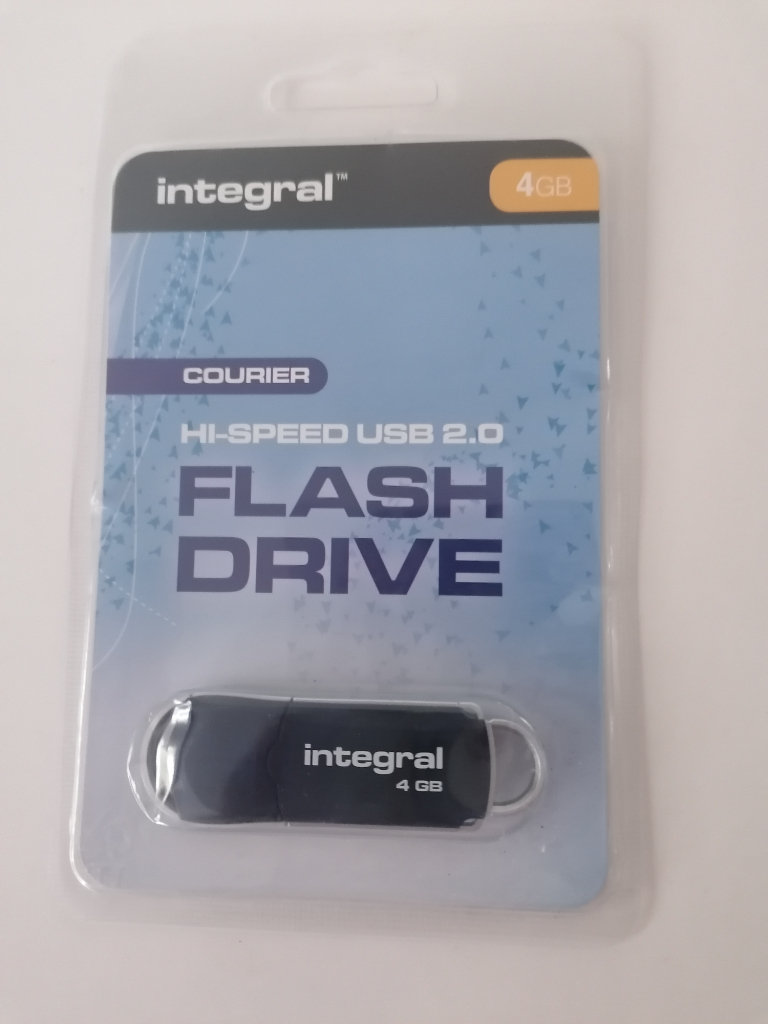 integral™
4GB
COURIER
HI-SPEED USB 2.0
FLASH
DRIVE
integral
4 GB